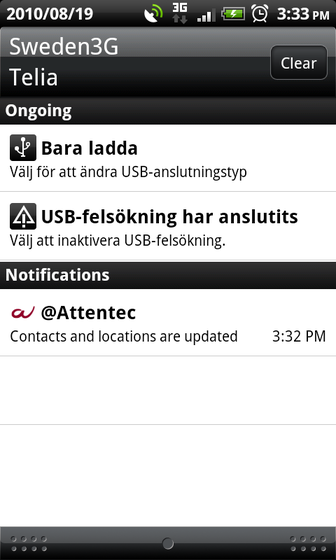 2010/08/19 3G 3:33 PM
Sweden3G
Telia
Clear
Ongoing
Bara ladda
Välj för att ändra USB-anslutningstyp
USB-felsökning har anslutits
Välj att inaktivera USB-felsökning.
Notifications
@Attentec
Contacts and locations are updated 3:32 PM